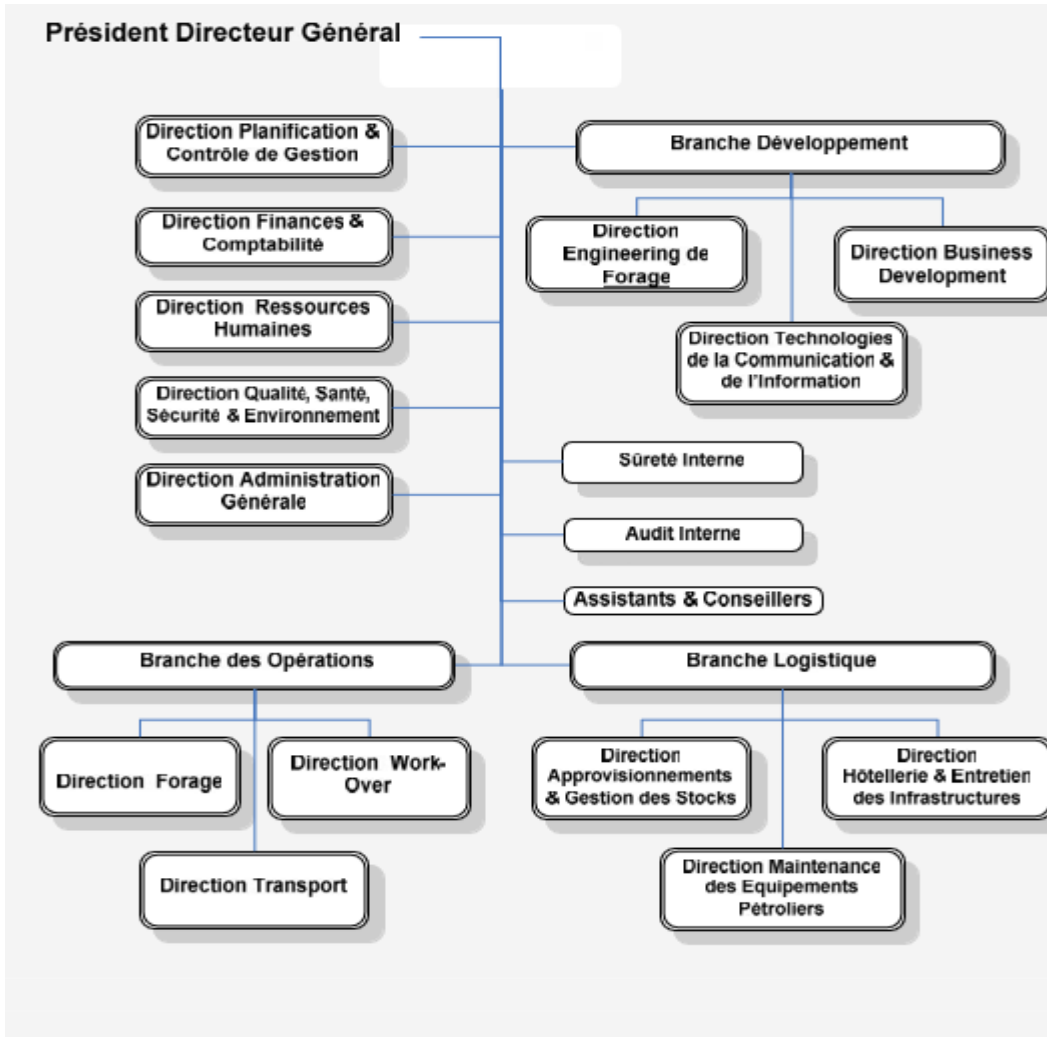 Président Directeur Général
Direction Planification &
Contrôle de Gestion
Branche Développement
Direction Finances &
Comptabilité
Direction
Engineering de
Forage
Direction Business
Development
Direction Ressources
Humaines
Direction Technologies
de la Communication &
de l'Information
Direction Qualité, Santé,
Sécurité & Environnement
Sûreté Interne
Direction Administration
Générale
Audit Interne
Assistants & Conseillers
Branche des Opérations
Branche Logistique
Direction Forage
Direction Work-
Over
Direction
Approvisionnements
& Gestion des Stocks
Direction
Hôtellerie & Entretien
des Infrastructures
Direction Transport
Direction Maintenance
des Equipements
Pétroliers